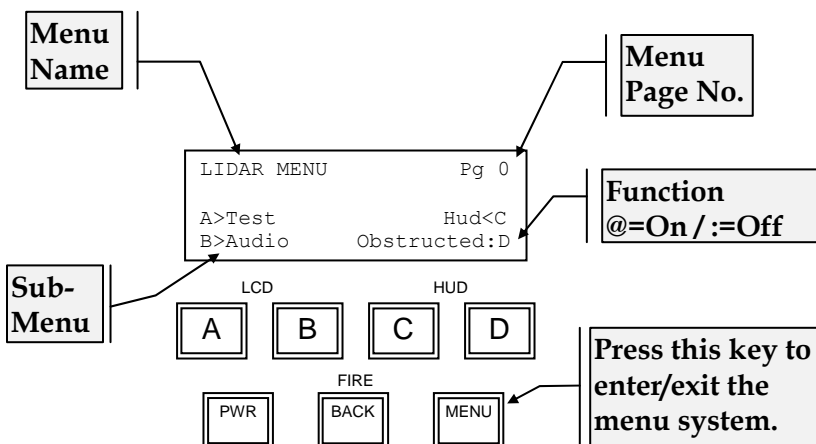 Menu
Name
Menu
Page No.
LIDAR MENU Pg 0
A>Test Hud<C
B>Audio Obstructed:D
Function
@=On / :=Off
Sub-
Menu
LCD HUD
A B C D
FIRE
PWR BACK MENU
Press this key to
enter/exit the
menu system.